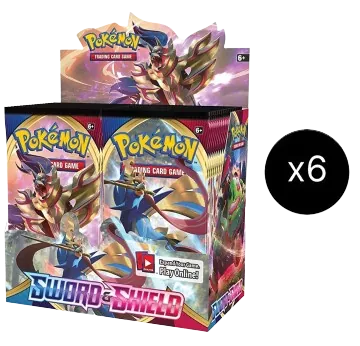 Pokémon
TRADING CARD GAME
6+
6+
Pokémon
CARD GAME
6+
Pokémon
TRADING CARD GAME
Expand Your Game.
Play Online!
SWORD & SHIELD
x6